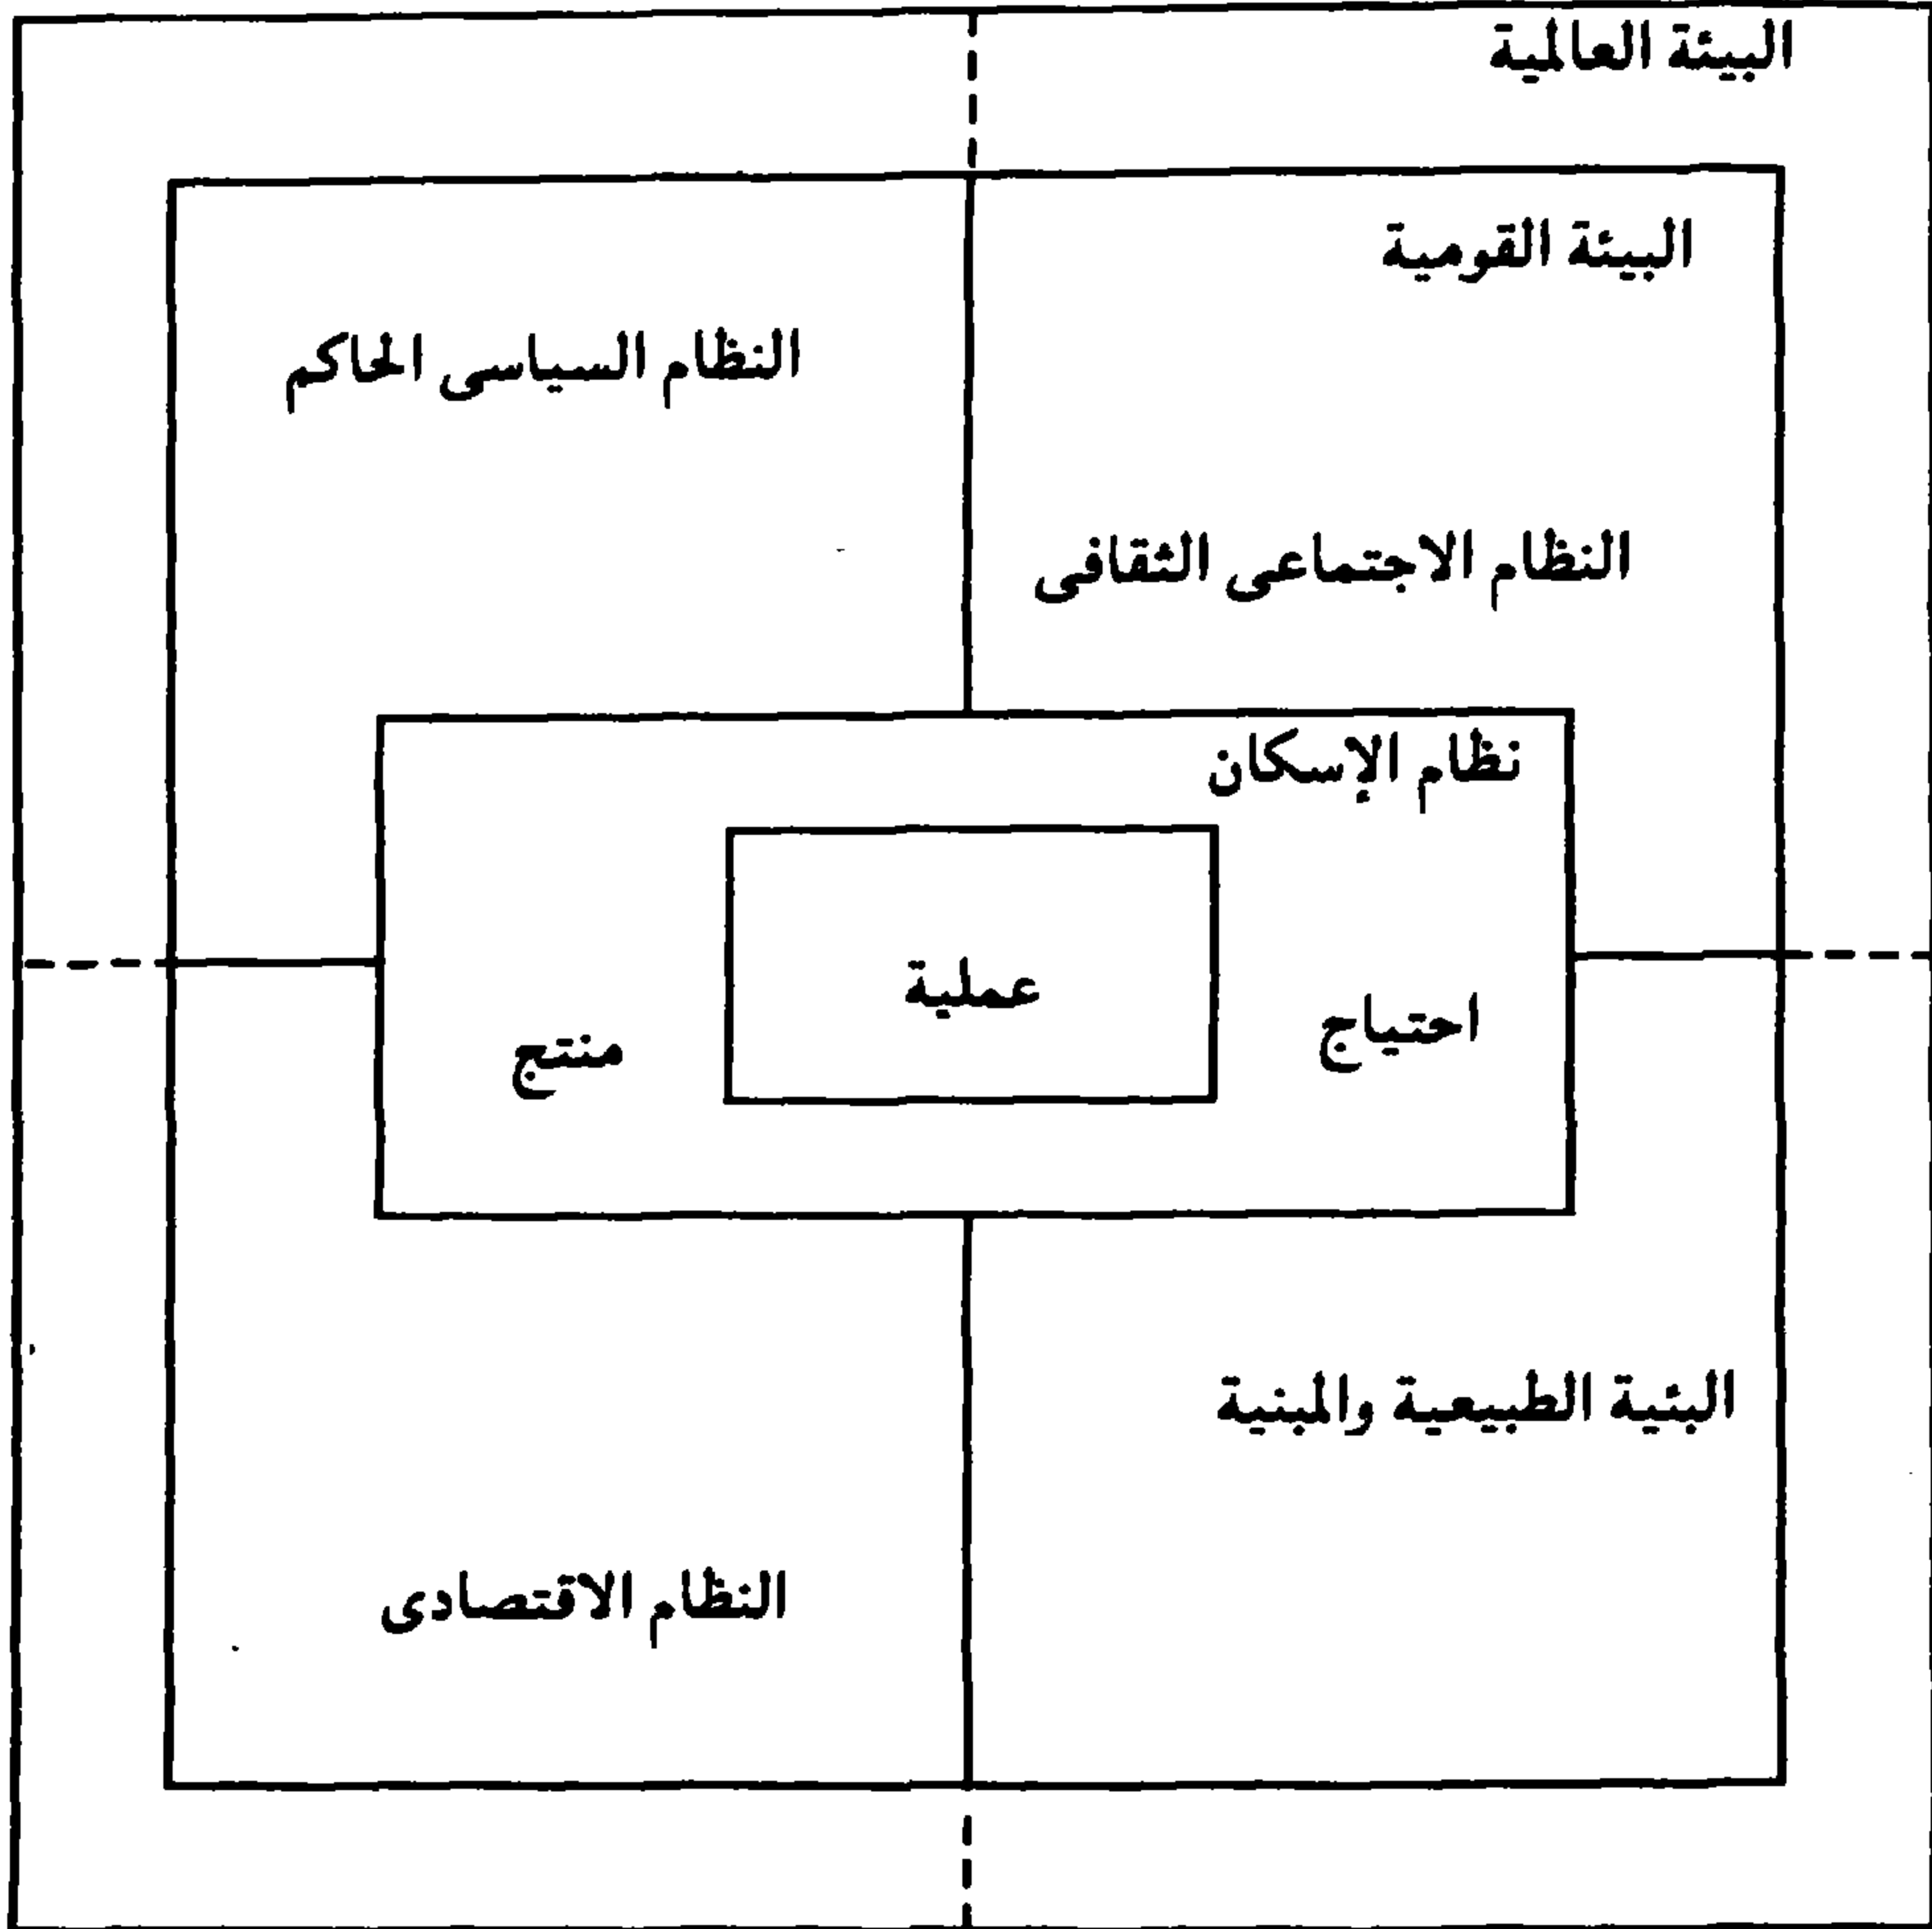 البيئة العالمية
البيئة القومية
النظام السياسى الحاكم
النظام الاجتماعى الثقافى
نظام الإسكان
احتياج
عملية
منتج
البئية الطبيعية والمبنية
النظام الاقتصادى